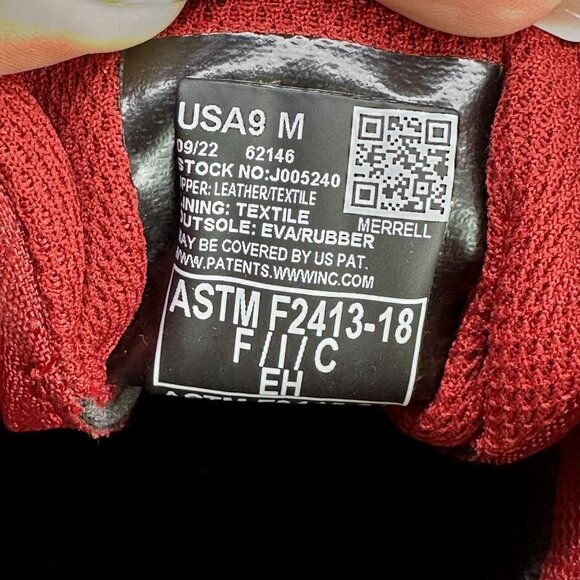 USA9 M
09/22 62146
STOCK NO:J005240
UPPER: LEATHER/TEXTILE
LINING: TEXTILE
OUTSOLE: EVA/RUBBER
MAY BE COVERED BY US PAT.
WWW.PATENTS.WWWINC.COM
MERRELL
ASTM F2413-18
F /I/ C
EH